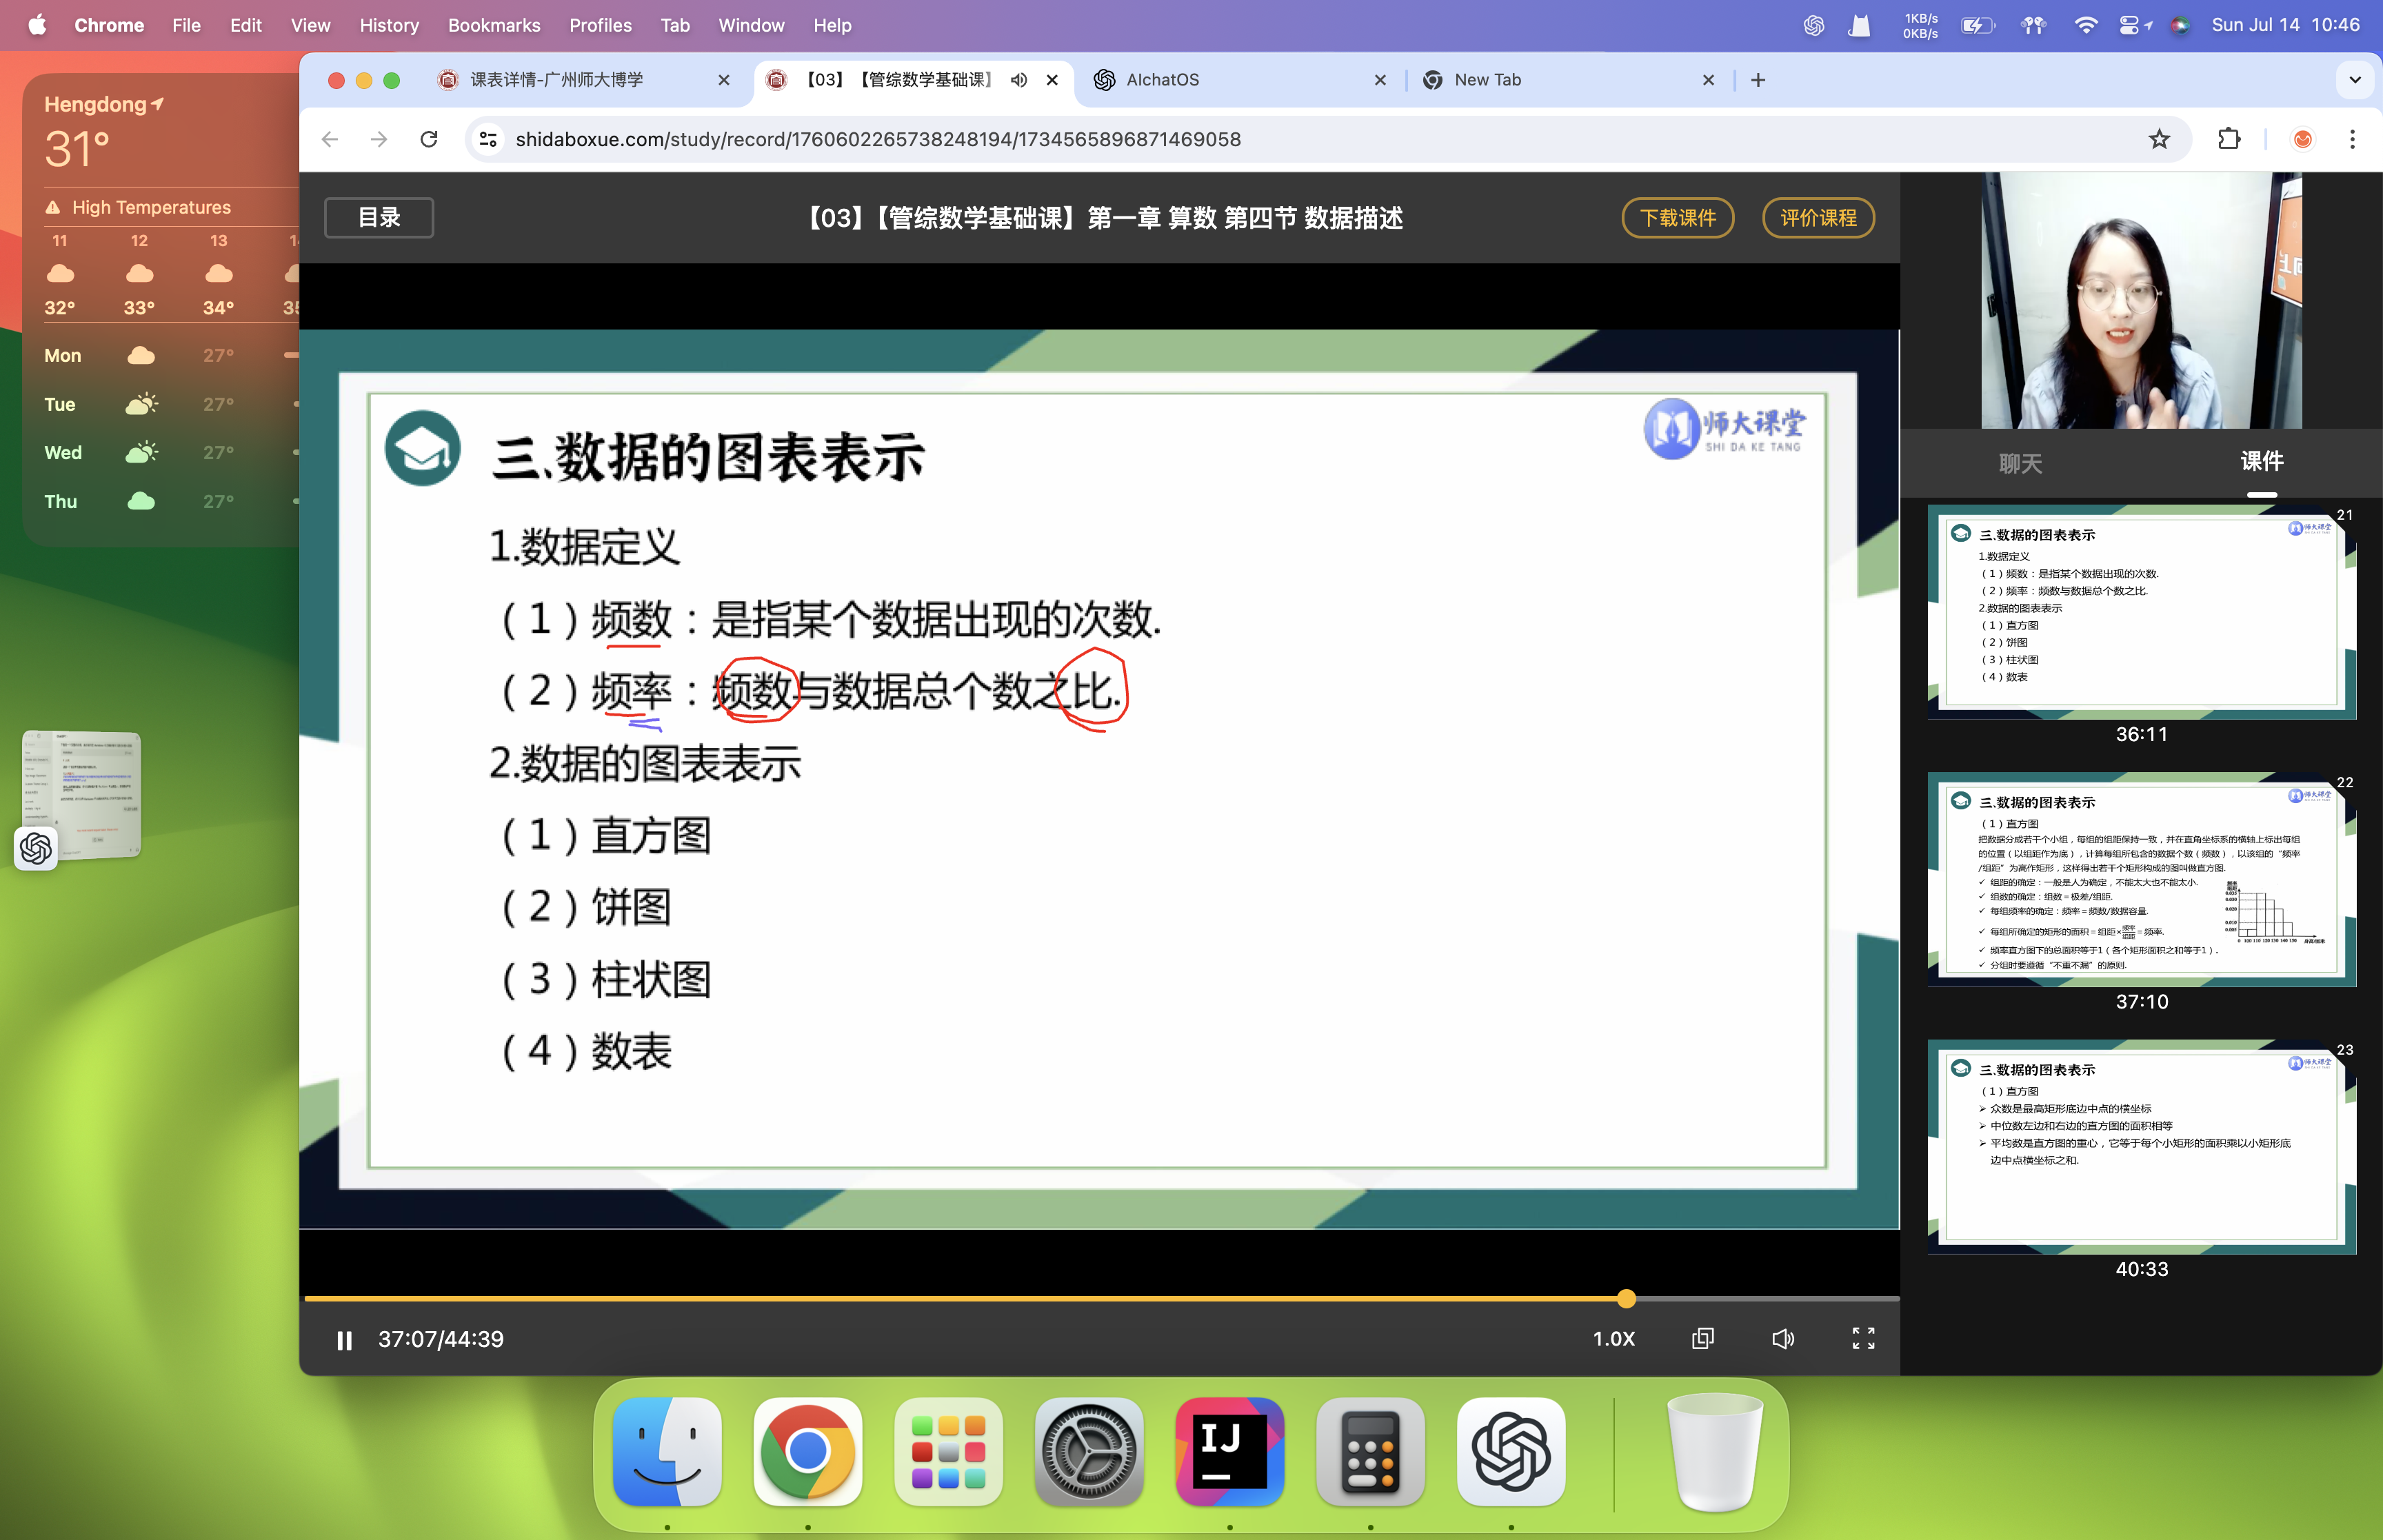 Chrome File Edit View History Bookmarks Profiles Tab Window Help
1KB/s
0KB/s
Sun Jul 14 10:46
课表详情-广州师大博学
【03】【管综数学基础课】
AIchatOS
New Tab
shidaboxue.com/study/record/1760602265738248194/1734565896871469058
Hengdong
31°
High Temperatures
11 12 13
32° 33° 34°
Mon 27°
Tue 27°
Wed 27°
Thu 27°
目录
【03】【管综数学基础课】第一章 算数 第四节 数据描述
下载课件
评价课程
三.数据的图表表示
师大课堂
SHI DA KE TANG
1.数据定义
（1）频数：是指某个数据出现的次数.
（2）频率：频数与数据总个数之比.
2.数据的图表表示
（1）直方图
（2）饼图
（3）柱状图
（4）数表
37:07/44:39
1.0X
聊天
课件
21
三.数据的图表表示
师大课堂
1.数据定义
（1）频数：是指某个数据出现的次数.
（2）频率：频数与数据总个数之比.
2.数据的图表表示
（1）直方图
（2）饼图
（3）柱状图
（4）数表
36:11
22
三.数据的图表表示
师大课堂
（1）直方图
把数据分成若干个小组，每组的组距保持一致，并在直角坐标系的横轴上标出每组
的位置（以组距作为底），计算每组所包含的数据个数（频数），以该组的“频率
/组距”为高作矩形，这样得出若干个矩形构成的图叫做直方图.
✓ 组距的确定：一般是人为确定，不能太大也不能太小.
✓ 组数的确定：组数＝极差/组距.
✓ 每组频率的确定：频率＝频数/数据容量.
✓ 每组所确定的矩形的面积＝组距×频率/组距＝频率.
✓ 频率直方图下的总面积等于1（各个矩形面积之和等于1）.
✓ 分组时要遵循“不重不漏”的原则.
37:10
23
三.数据的图表表示
师大课堂
（1）直方图
➢ 众数是最高矩形底边中点的横坐标
➢ 中位数左边和右边的直方图的面积相等
➢ 平均数是直方图的重心，它等于每个小矩形的面积乘以小矩形底
边中点横坐标之和.
40:33
IJ